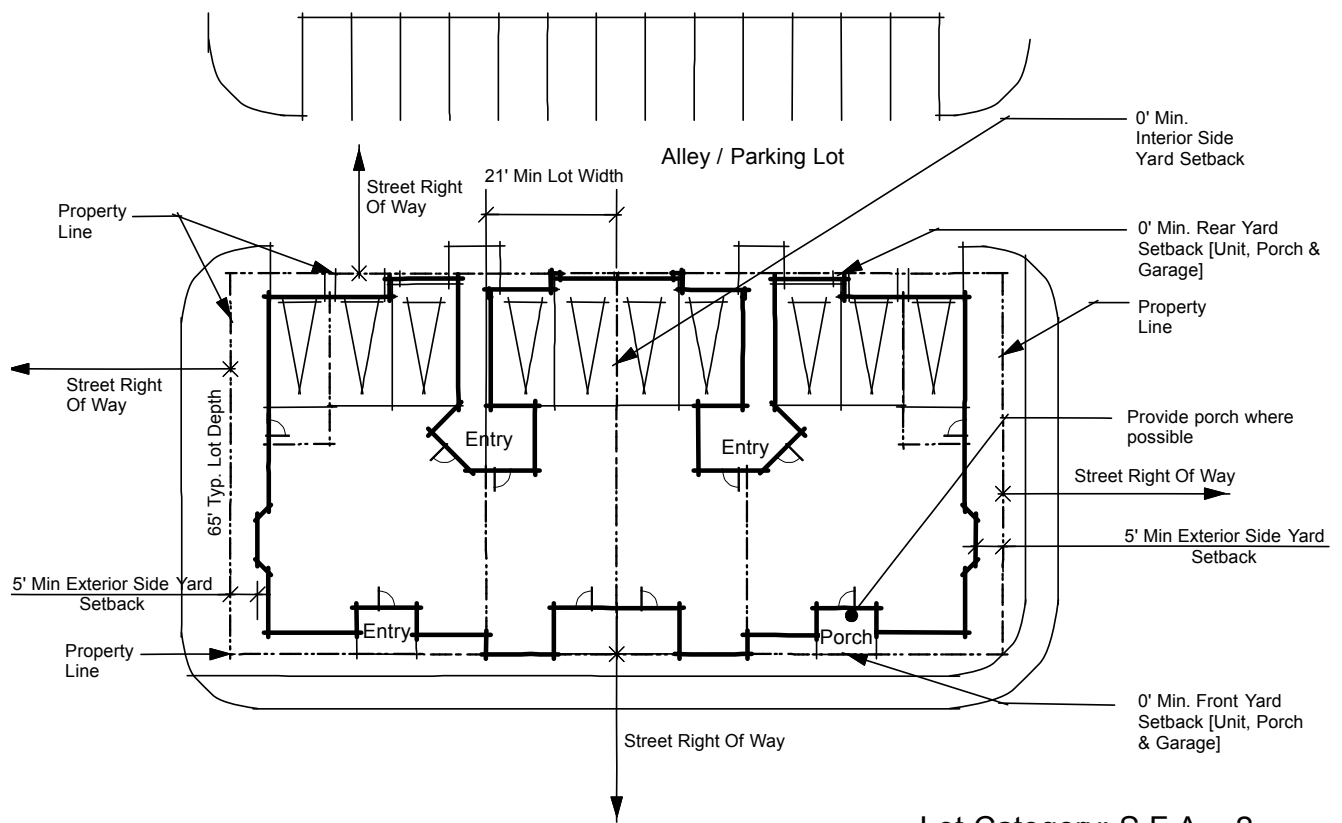 0' Min.
Interior Side
Yard Setback
Alley / Parking Lot
21' Min Lot Width
Street Right
Of Way
Property
Line
0' Min. Rear Yard
Setback [Unit, Porch &
Garage]
Property
Line
Street Right
Of Way
65' Typ. Lot Depth
Entry
Entry
Provide porch where
possible
Street Right Of Way
5' Min Exterior Side Yard
Setback
5' Min Exterior Side Yard
Setback
Entry
Porch
Property
Line
0' Min. Front Yard
Setback [Unit, Porch
& Garage]
Street Right Of Way